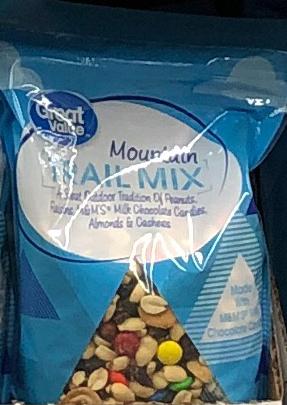 Great
Value
Mountain
TRAIL MIX
A Great Outdoor Tradition Of Peanuts,
Raisins, M&M'S® Milk Chocolate Candies,
Almonds & Cashews
Made
With
M&M'S®
Chocolate